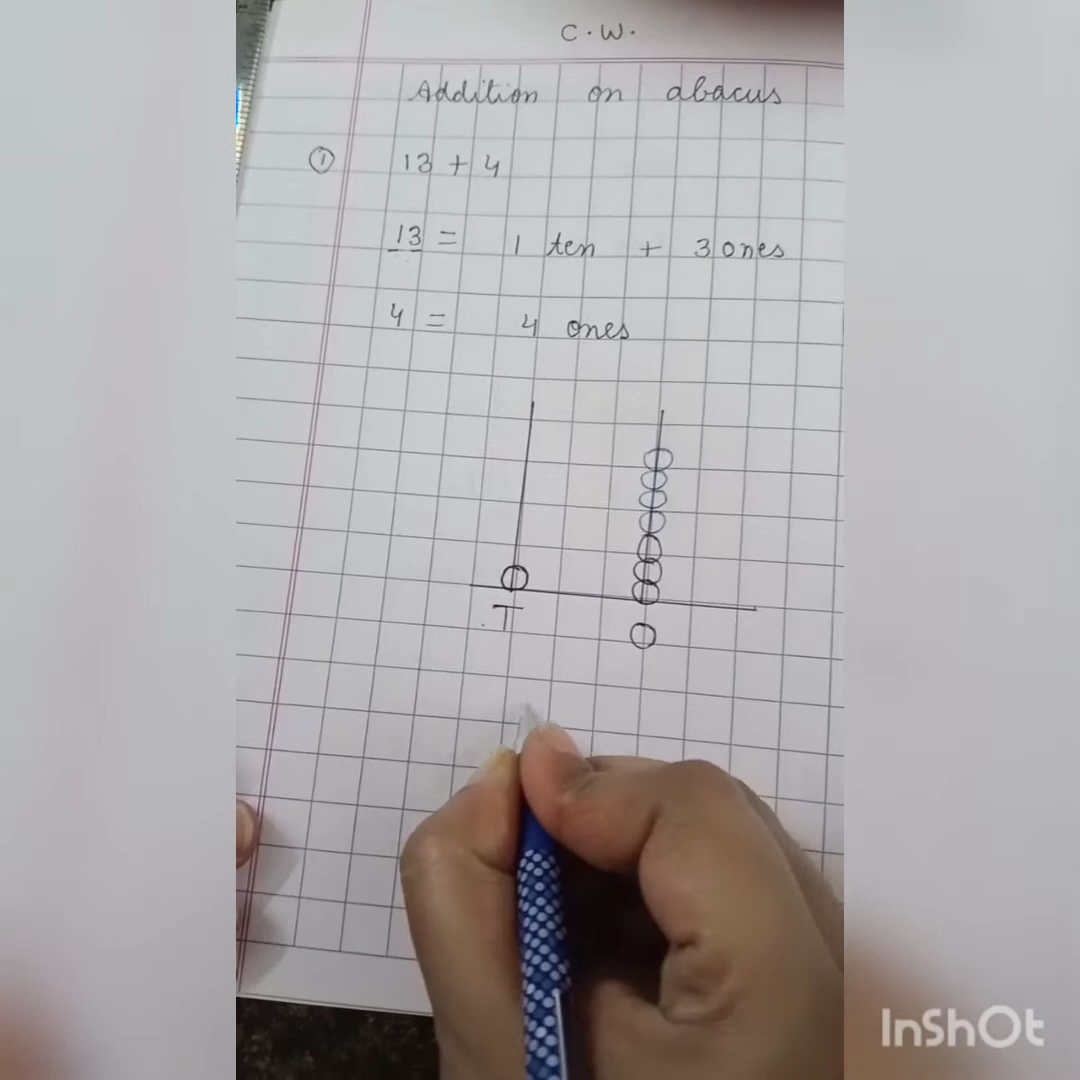 C.W.
Addition on abacus
① 13 + 4
13 = 1 ten + 3 ones
4 = 4 ones
T O
InShOt